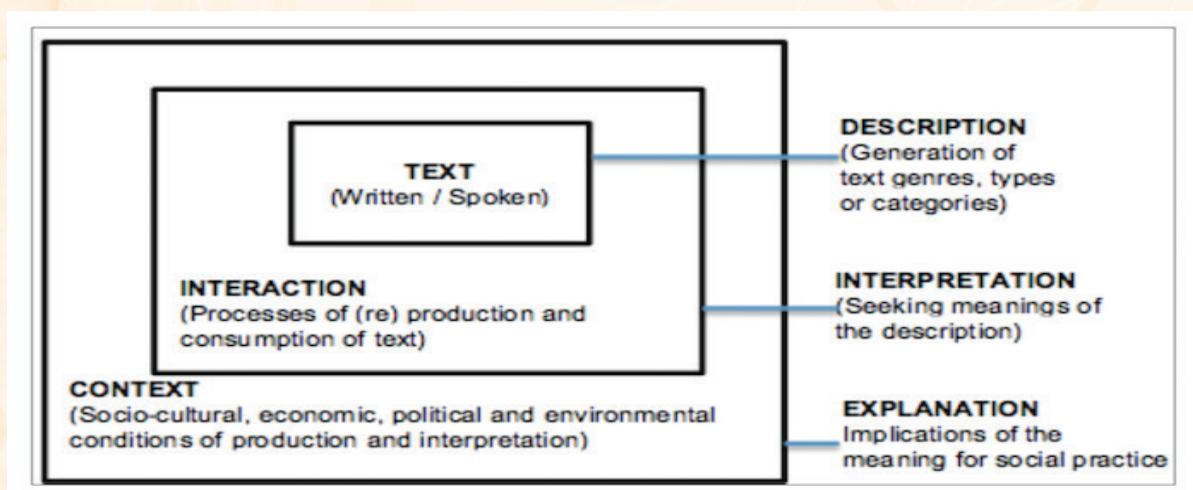 TEXT
(Written / Spoken)
INTERACTION
(Processes of (re) production and
consumption of text)
CONTEXT
(Socio-cultural, economic, political and environmental
conditions of production and interpretation)
DESCRIPTION
(Generation of
text genres, types
or categories)
INTERPRETATION
(Seeking meanings of
the description)
EXPLANATION
Implications of the
meaning for social practice